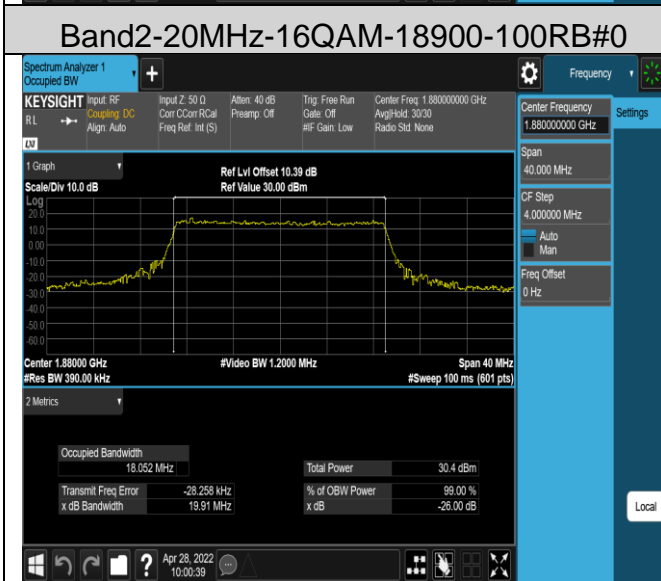 Band2-20MHz-16QAM-18900-100RB#0
Spectrum Analyzer 1
Occupied BW
+
Frequency
KEYSIGHT
R L
Input: RF
Coupling: DC
Align: Auto
Input Z: 50 Ω
Corr CCorr RCal
Freq Ref: Int (S)
Atten: 40 dB
Preamp: Off
Trig: Free Run
Gate: Off
#IF Gain: Low
Center Freq: 1.880000000 GHz
Avg|Hold: 30/30
Radio Std: None
LXI
1 Graph
Scale/Div 10.0 dB
Ref Lvl Offset 10.39 dB
Ref Value 30.00 dBm
Log
20.0
10.0
0.00
-10.0
-20.0
-30.0
-40.0
-50.0
-60.0
Center 1.88000 GHz
#Video BW 1.2000 MHz
Span 40 MHz
#Res BW 390.00 kHz
#Sweep 100 ms (601 pts)
2 Metrics
Occupied Bandwidth
18.052 MHz
Total Power 30.4 dBm
Transmit Freq Error -28.258 kHz
% of OBW Power 99.00 %
x dB Bandwidth 19.91 MHz
x dB -26.00 dB
Center Frequency
1.880000000 GHz
Settings
Span
40.000 MHz
CF Step
4.000000 MHz
Auto
Man
Freq Offset
0 Hz
Local
?
Apr 28, 2022
10:00:39